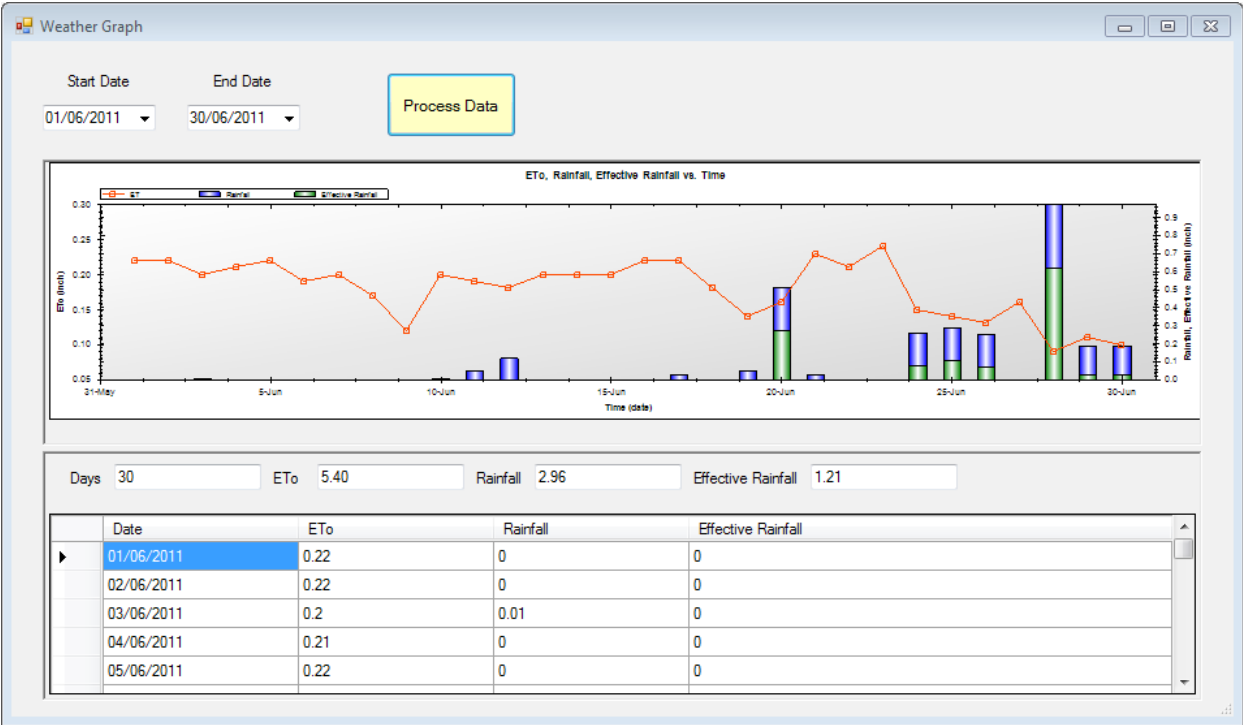 Weather Graph
Start Date End Date
01/06/2011 30/06/2011
Process Data
ETo, Rainfall, Effective Rainfall vs. Time
ET Rainfall Effective Rainfall
0.30
0.25
0.20
0.15
0.10
0.05
ETo (inch)
0.9
0.8
0.7
0.6
0.5
0.4
0.3
0.2
0.1
0.0
Rainfall, Effective Rainfall (inch)
31-May 5-Jun 10-Jun 15-Jun 20-Jun 25-Jun 30-Jun
Time (date)
Days 30 ETo 5.40 Rainfall 2.96 Effective Rainfall 1.21
Date ETo Rainfall Effective Rainfall
01/06/2011 0.22 0 0
02/06/2011 0.22 0 0
03/06/2011 0.2 0.01 0
04/06/2011 0.21 0 0
05/06/2011 0.22 0 0